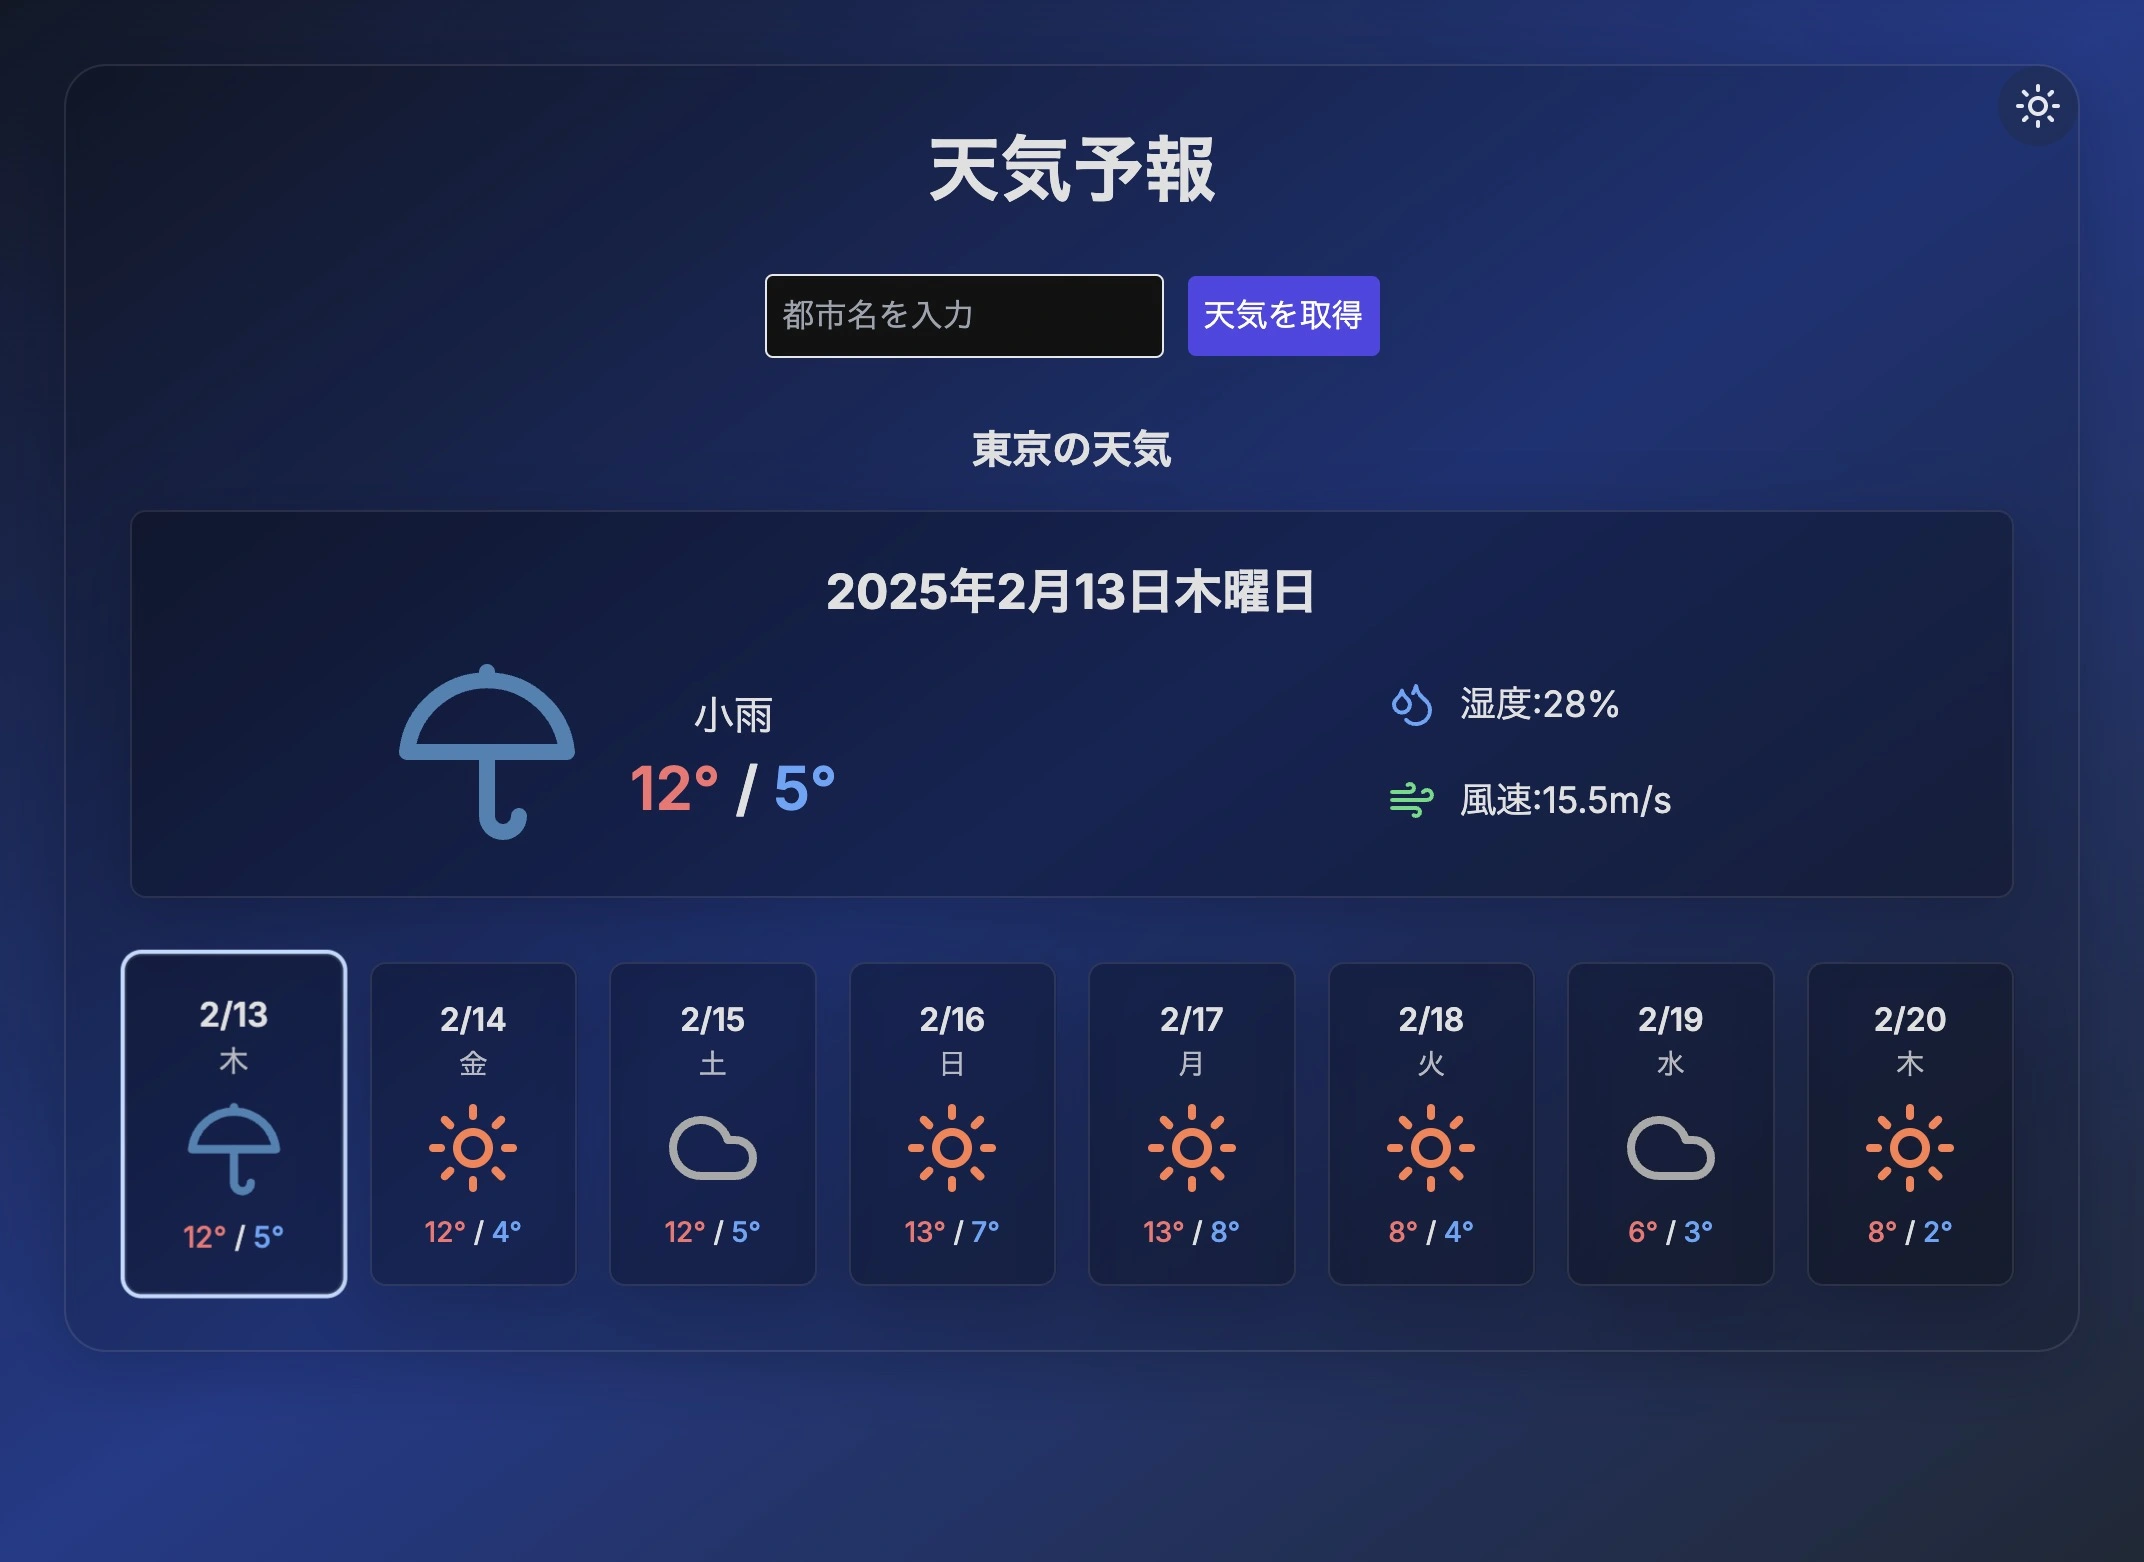 天気予報
都市名を入力
天気を取得
東京の天気
2025年2月13日木曜日
小雨
12° / 5°
湿度:28%
風速:15.5m/s
2/13
木
12° / 5°
2/14
金
12° / 4°
2/15
土
12° / 5°
2/16
日
13° / 7°
2/17
月
13° / 8°
2/18
火
8° / 4°
2/19
水
6° / 3°
2/20
木
8° / 2°